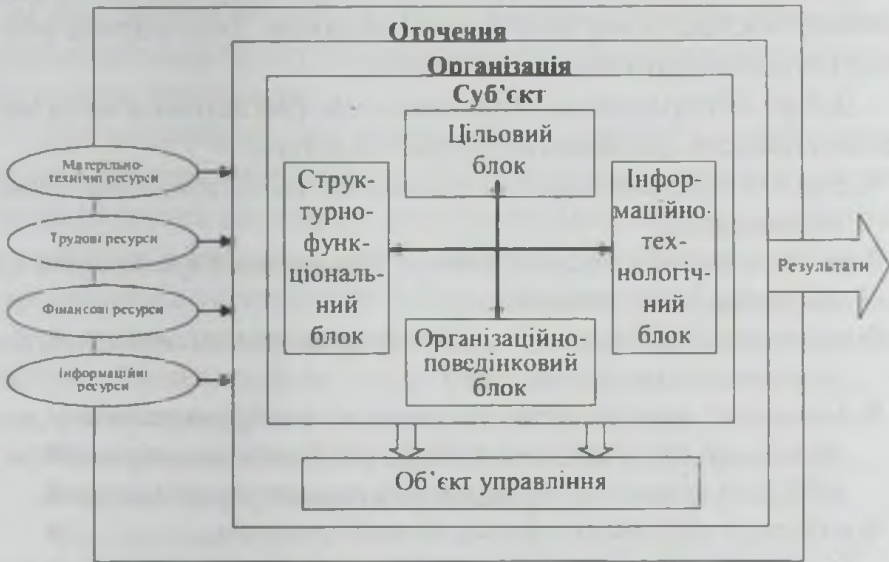 Оточення
Організація
Суб'єкт
Цільовий
блок
Струк-
турно-
функ-
ціональ-
ний
блок
Інфор-
маційно-
тех-
нологіч-
ний
блок
Організаційно-
поведінковий
блок
Об'єкт управління
Матеріально-
технічні ресурси
Трудові ресурси
Фінансові ресурси
Інформаційні
ресурси
Результати